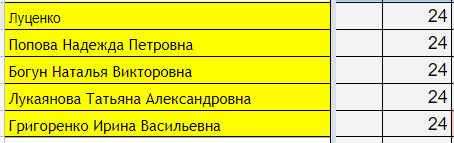 Луценко 24
Попова Надежда Петровна 24
Богун Наталья Викторовна 24
Лукаянова Татьяна Александровна 24
Григоренко Ирина Васильевна 24